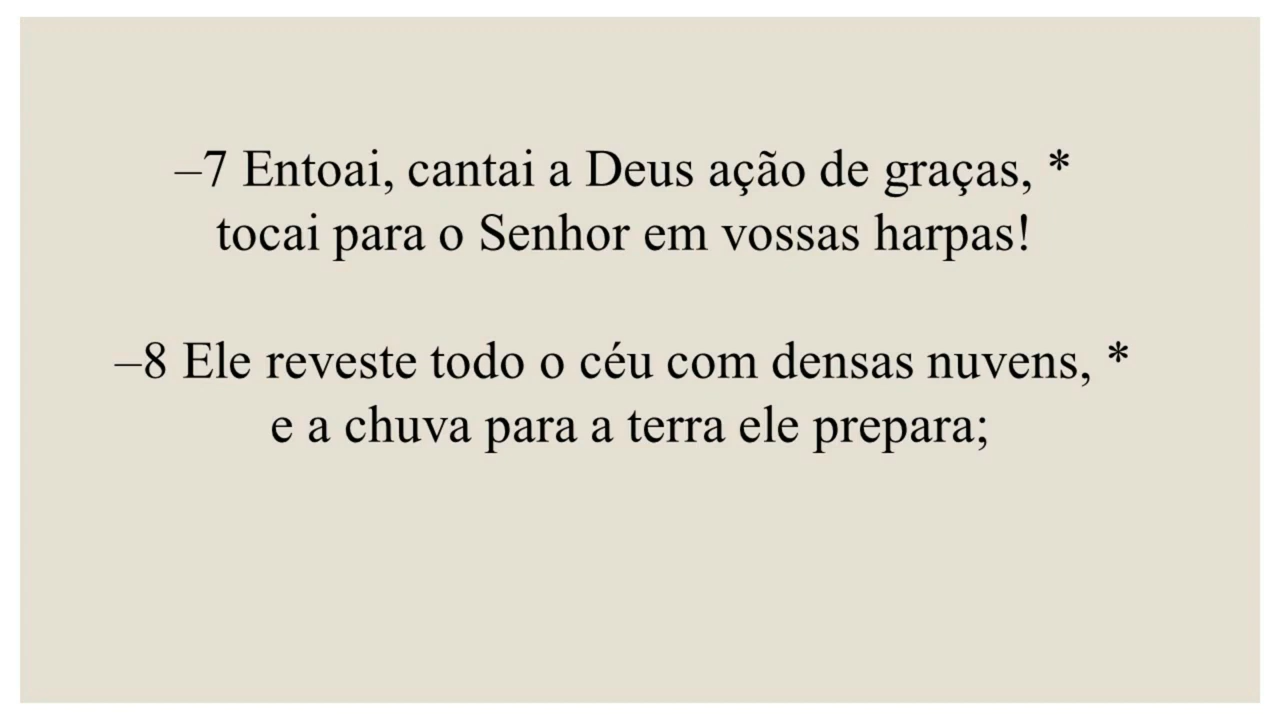 –7 Entoai, cantai a Deus ação de graças, *
tocai para o Senhor em vossas harpas!
–8 Ele reveste todo o céu com densas nuvens, *
e a chuva para a terra ele prepara;